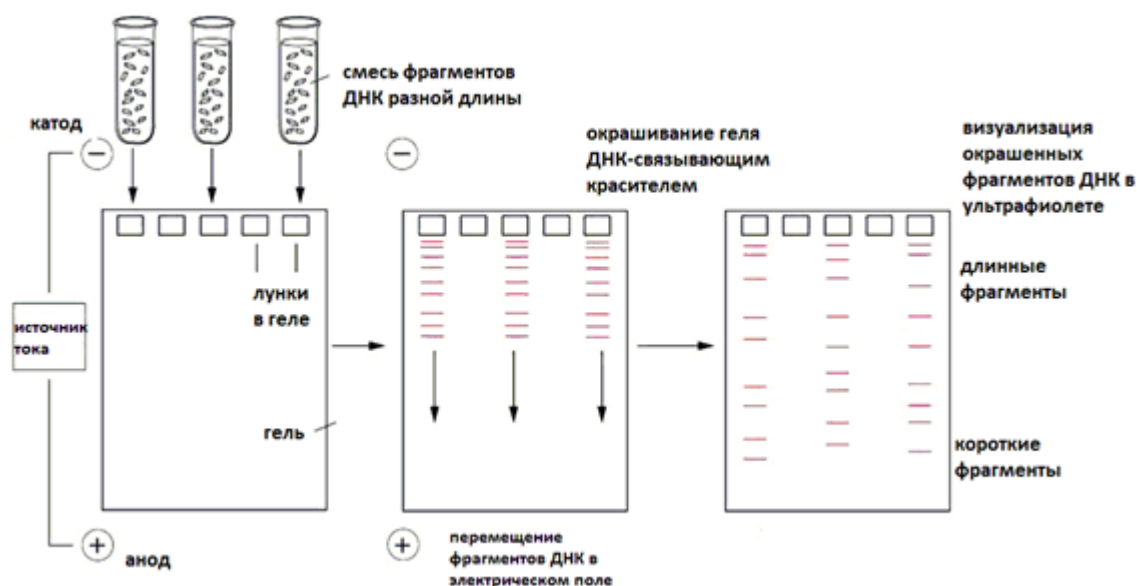 смесь фрагментов
ДНК разной длины
катод
−
лунки
в геле
источник
тока
гель
+
анод
−
окрашивание геля
ДНК-связывающим
красителем
+
перемещение
фрагментов ДНК в
электрическом поле
визуализация
окрашенных
фрагментов ДНК в
ультрафиолете
длинные
фрагменты
короткие
фрагменты